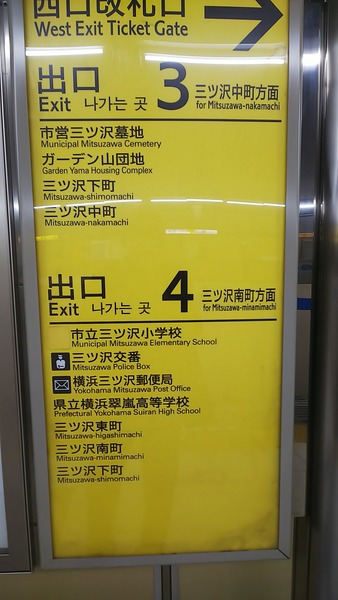 西口改札口
West Exit Ticket Gate
出口 3 三ツ沢中町方面
Exit 나가는 곳 for Mitsuzawa-nakamachi
市営三ツ沢墓地
Municipal Mitsuzawa Cemetery
ガーデン山団地
Garden Yama Housing Complex
三ツ沢下町
Mitsuzawa-shimomachi
三ツ沢中町
Mitsuzawa-nakamachi
出口 4 三ツ沢南町方面
Exit 나가는 곳 for Mitsuzawa-minamimachi
市立三ツ沢小学校
Municipal Mitsuzawa Elementary School
三ツ沢交番
Mitsuzawa Police Box
横浜三ツ沢郵便局
Yokohama Mitsuzawa Post Office
県立横浜翠嵐高等学校
Prefectural Yokohama Suiran High School
三ツ沢東町
Mitsuzawa-higashimachi
三ツ沢南町
Mitsuzawa-minamimachi
三ツ沢下町
Mitsuzawa-shimomachi